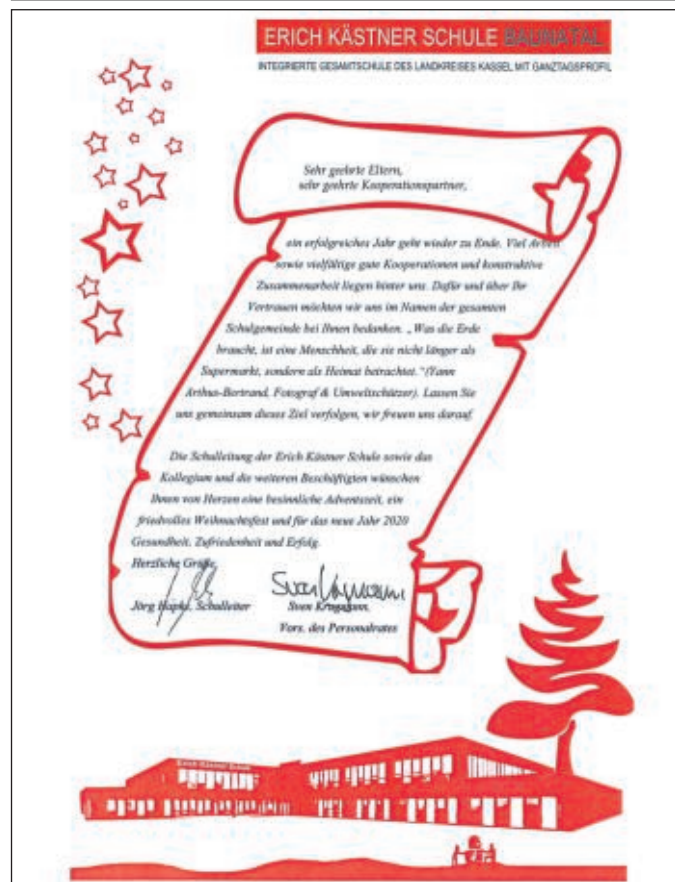 ERICH KÄSTNER SCHULE BAUNATAL
INTEGRIERTE GESAMTSCHULE DES LANDKREISES KASSEL MIT GANZTAGSPROFIL
Sehr geehrte Eltern,
sehr geehrte Kooperationspartner,
ein erfolgreiches Jahr geht wieder zu Ende. Viel Arbeit
sowie vielfältige gute Kooperationen und konstruktive
Zusammenarbeit liegen hinter uns. Dafür und über Ihr
Vertrauen möchten wir uns im Namen der gesamten
Schulgemeinde bei Ihnen bedanken. „Was die Erde
braucht, ist eine Menschheit, die sie nicht länger als
Supermarkt, sondern als Heimat betrachtet.“(Yann
Arthus-Bertrand, Fotograf & Umweltschützer). Lassen Sie
uns gemeinsam dieses Ziel verfolgen, wir freuen uns darauf.
Die Schulleitung der Erich Kästner Schule sowie das
Kollegium und die weiteren Beschäftigten wünschen
Ihnen von Herzen eine besinnliche Adventszeit, ein
friedvolles Weihnachtsfest und für das neue Jahr 2020
Gesundheit, Zufriedenheit und Erfolg.
Herzliche Grüße,
Jörg Schulleiter Sven
Vors. des Personalrates
Erich Kästner Schule